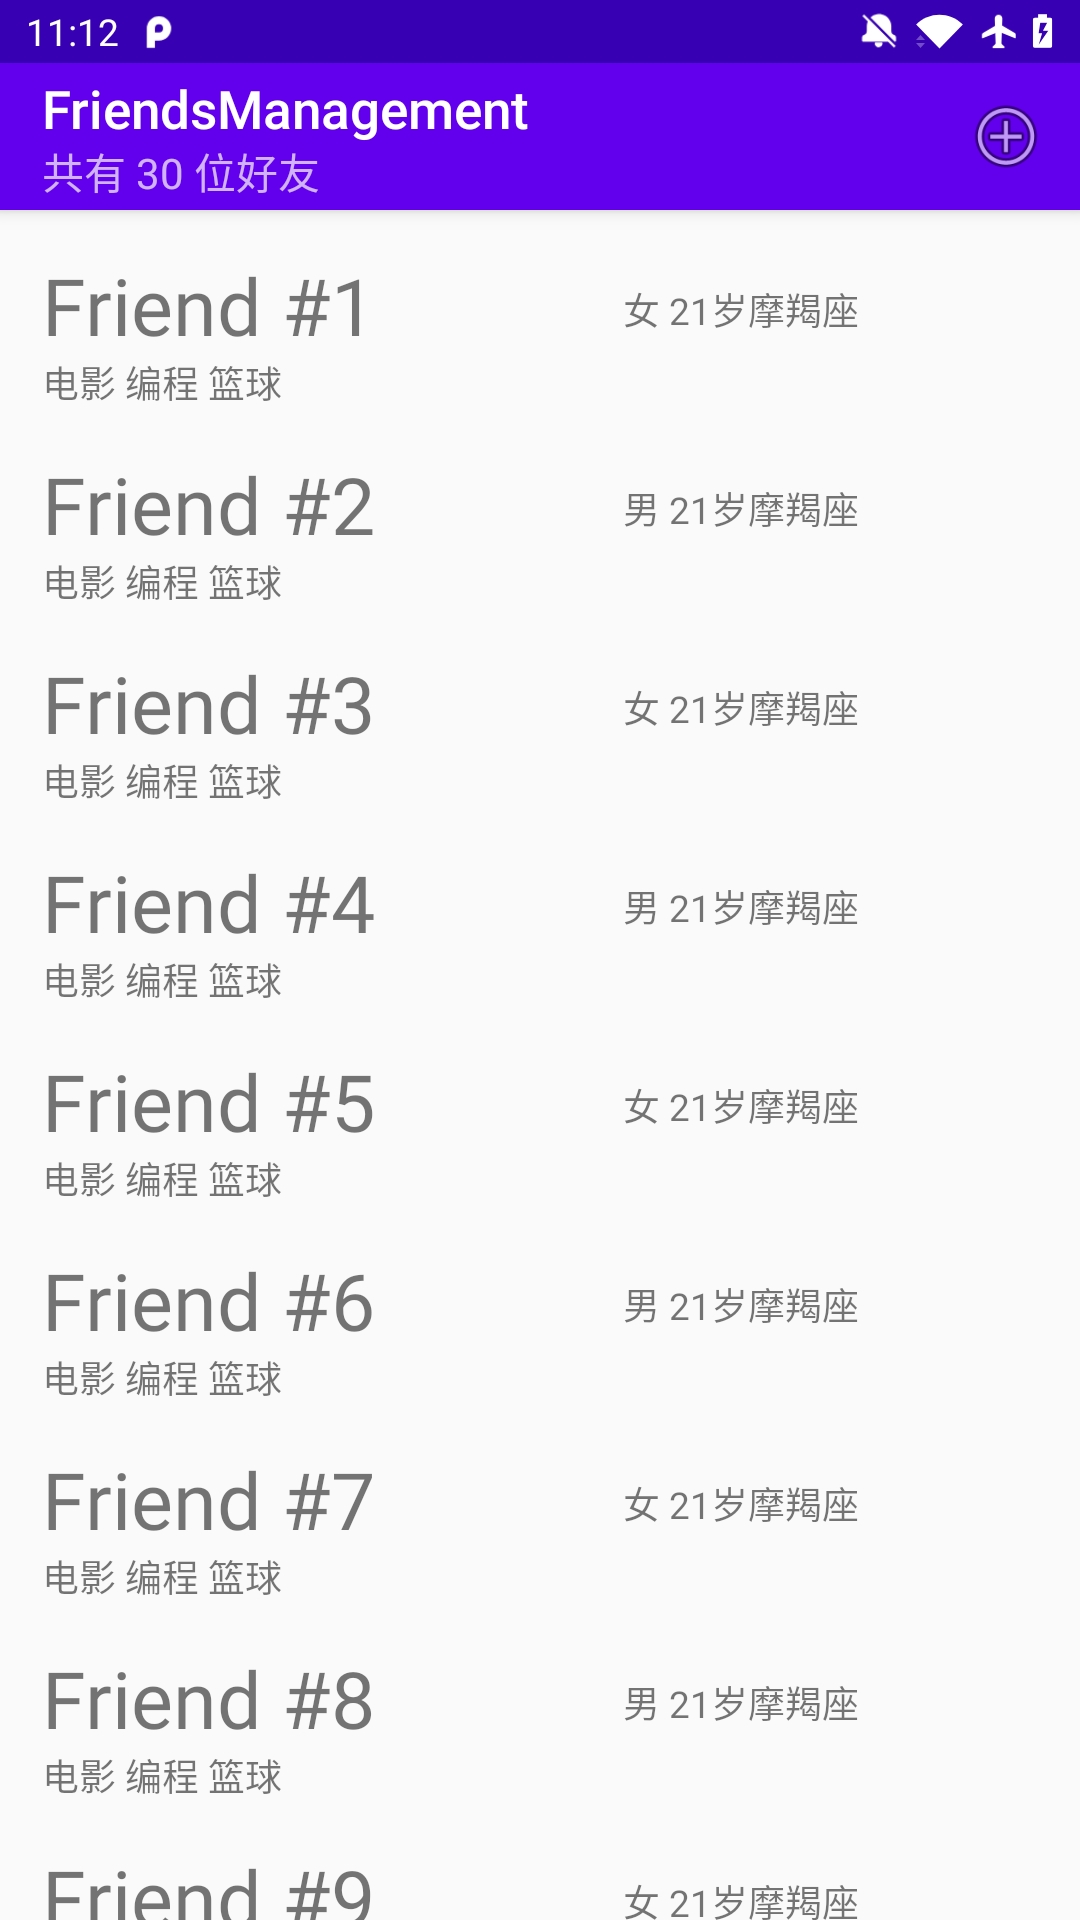 11:12
FriendsManagement
共有 30 位好友
Friend #1 女 21岁摩羯座
电影 编程 篮球
Friend #2 男 21岁摩羯座
电影 编程 篮球
Friend #3 女 21岁摩羯座
电影 编程 篮球
Friend #4 男 21岁摩羯座
电影 编程 篮球
Friend #5 女 21岁摩羯座
电影 编程 篮球
Friend #6 男 21岁摩羯座
电影 编程 篮球
Friend #7 女 21岁摩羯座
电影 编程 篮球
Friend #8 男 21岁摩羯座
电影 编程 篮球
Friend #9 女 21岁摩羯座